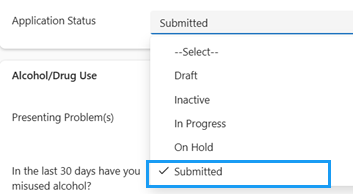 Application Status
Submitted
--Select--
Draft
Inactive
In Progress
On Hold
Submitted
Alcohol/Drug Use
Presenting Problem(s)
In the last 30 days have you
misused alcohol?